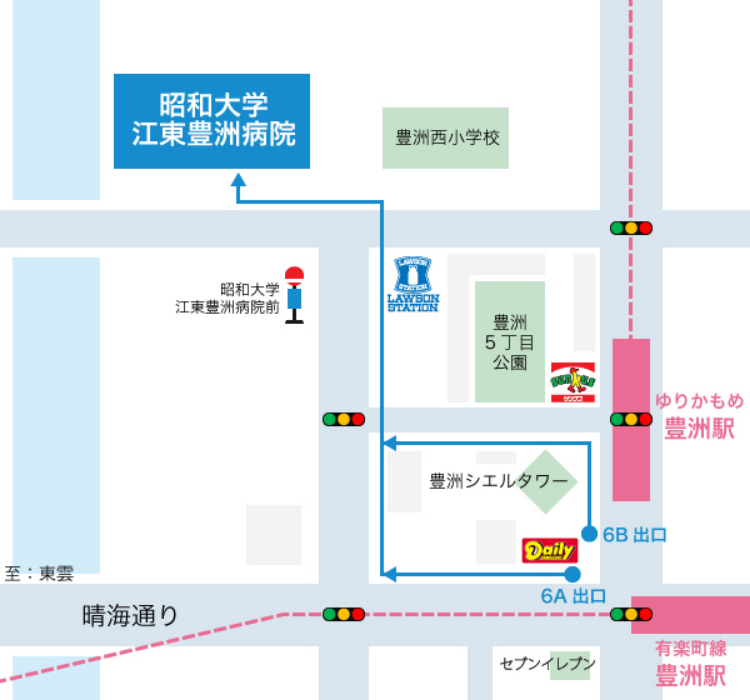 昭和大学
江東豊洲病院
豊洲西小学校
昭和大学
江東豊洲病院前
LAWSON
STATION
LAWSON
STATION
豊洲
5丁目
公園
サンクス
ゆりかもめ
豊洲駅
豊洲シエルタワー
6B 出口
Daily
6A 出口
至：東雲
晴海通り
有楽町線
豊洲駅
セブンイレブン